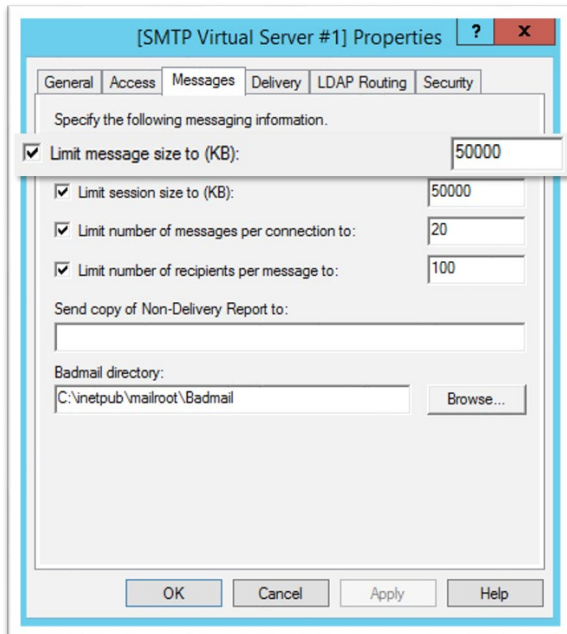 [SMTP Virtual Server #1] Properties ? x
General Access Messages Delivery LDAP Routing Security
Specify the following messaging information.
Limit message size to (KB): 50000
Limit session size to (KB): 50000
Limit number of messages per connection to: 20
Limit number of recipients per message to: 100
Send copy of Non-Delivery Report to:
Badmail directory:
C:\inetpub\mailroot\Badmail Browse...
OK Cancel Apply Help